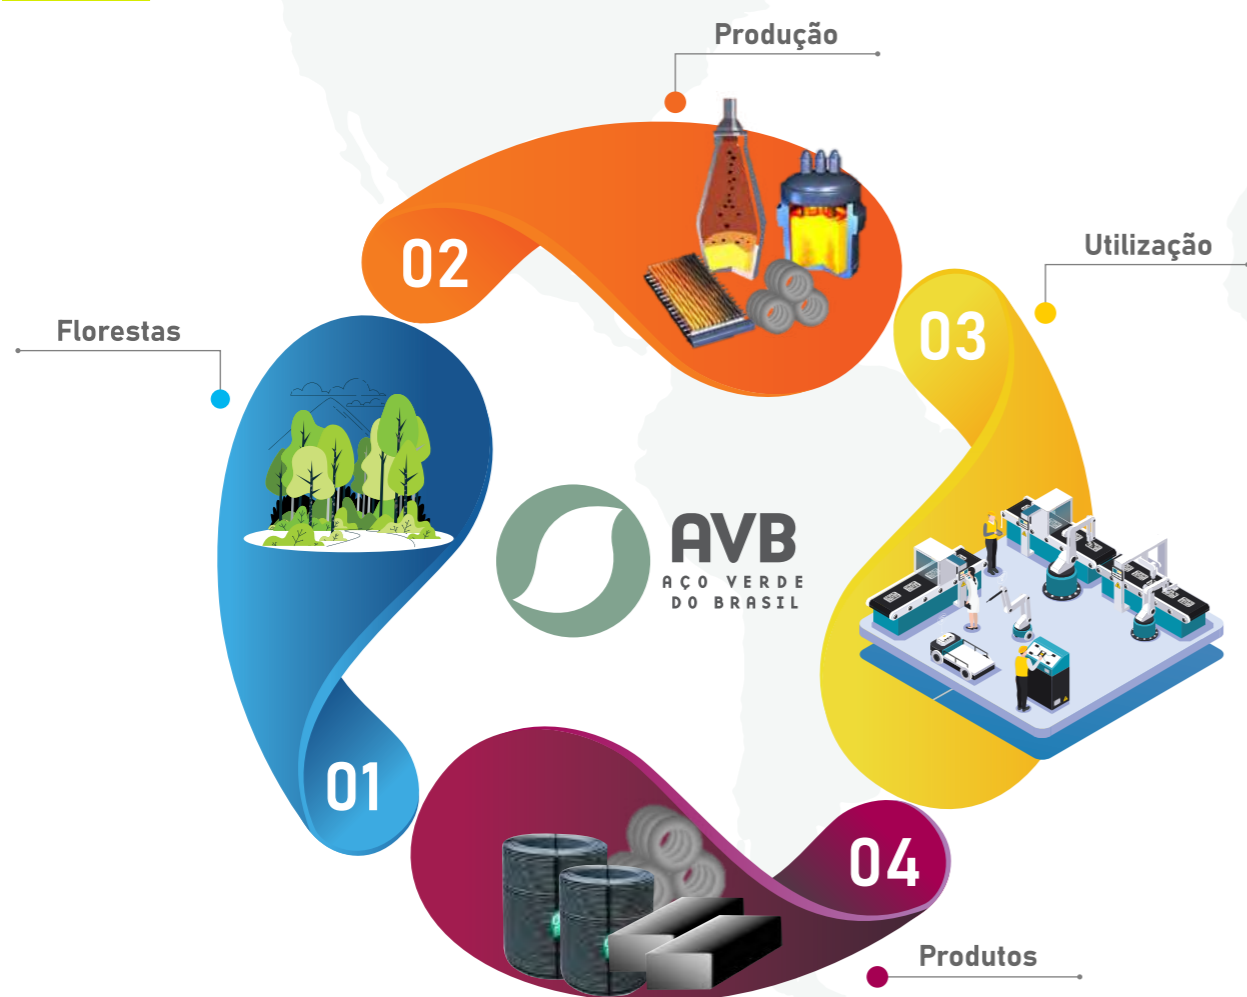 Produção
02
Utilização
03
Florestas
AVB
AÇO VERDE
DO BRASIL
01
04
Produtos